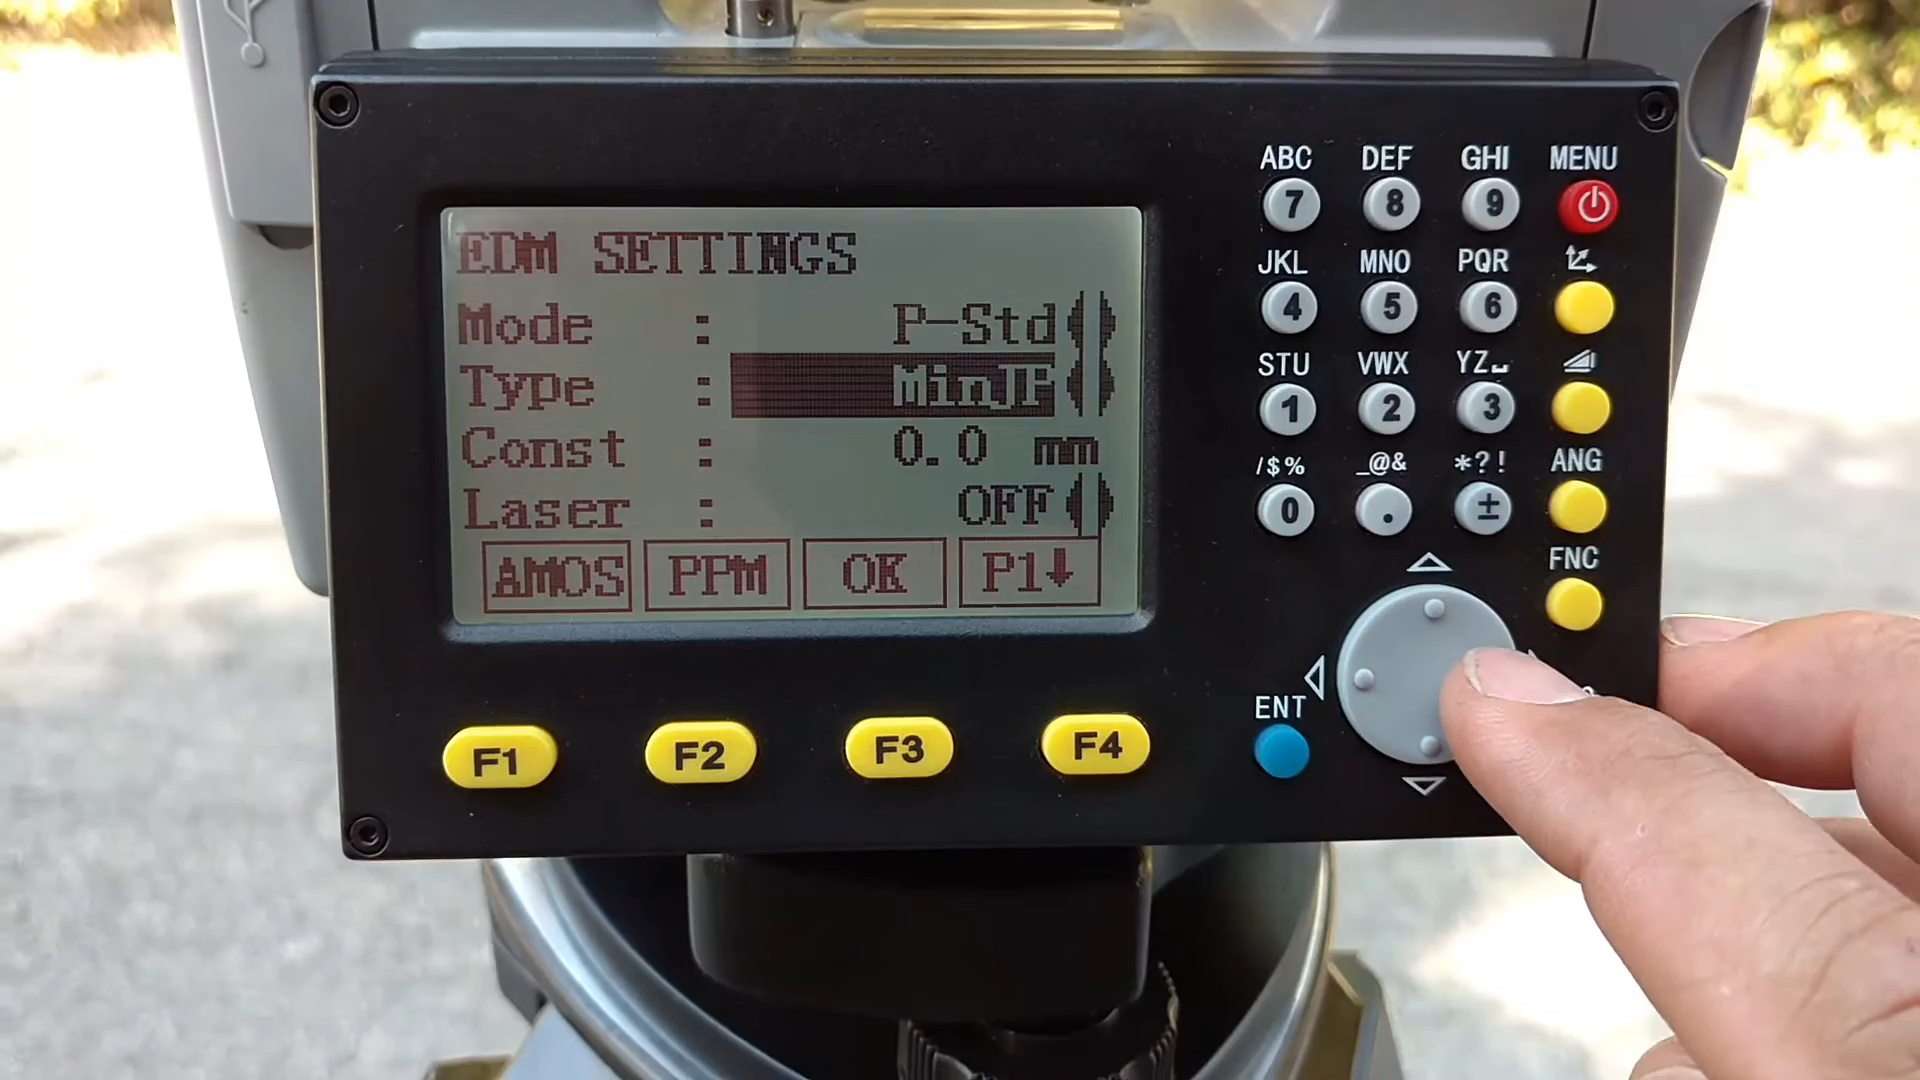 EDM SETTINGS
Mode : P-Std
Type : MinJP
Const : 0.0 mm
Laser : OFF
AMOS PPM OK P1↓
F1 F2 F3 F4
ABC DEF GHI MENU
7 8 9
JKL MNO PQR
4 5 6
STU VWX YZ␣
1 2 3
/$% _@& *?! ANG
0 . ±
FNC
ENT